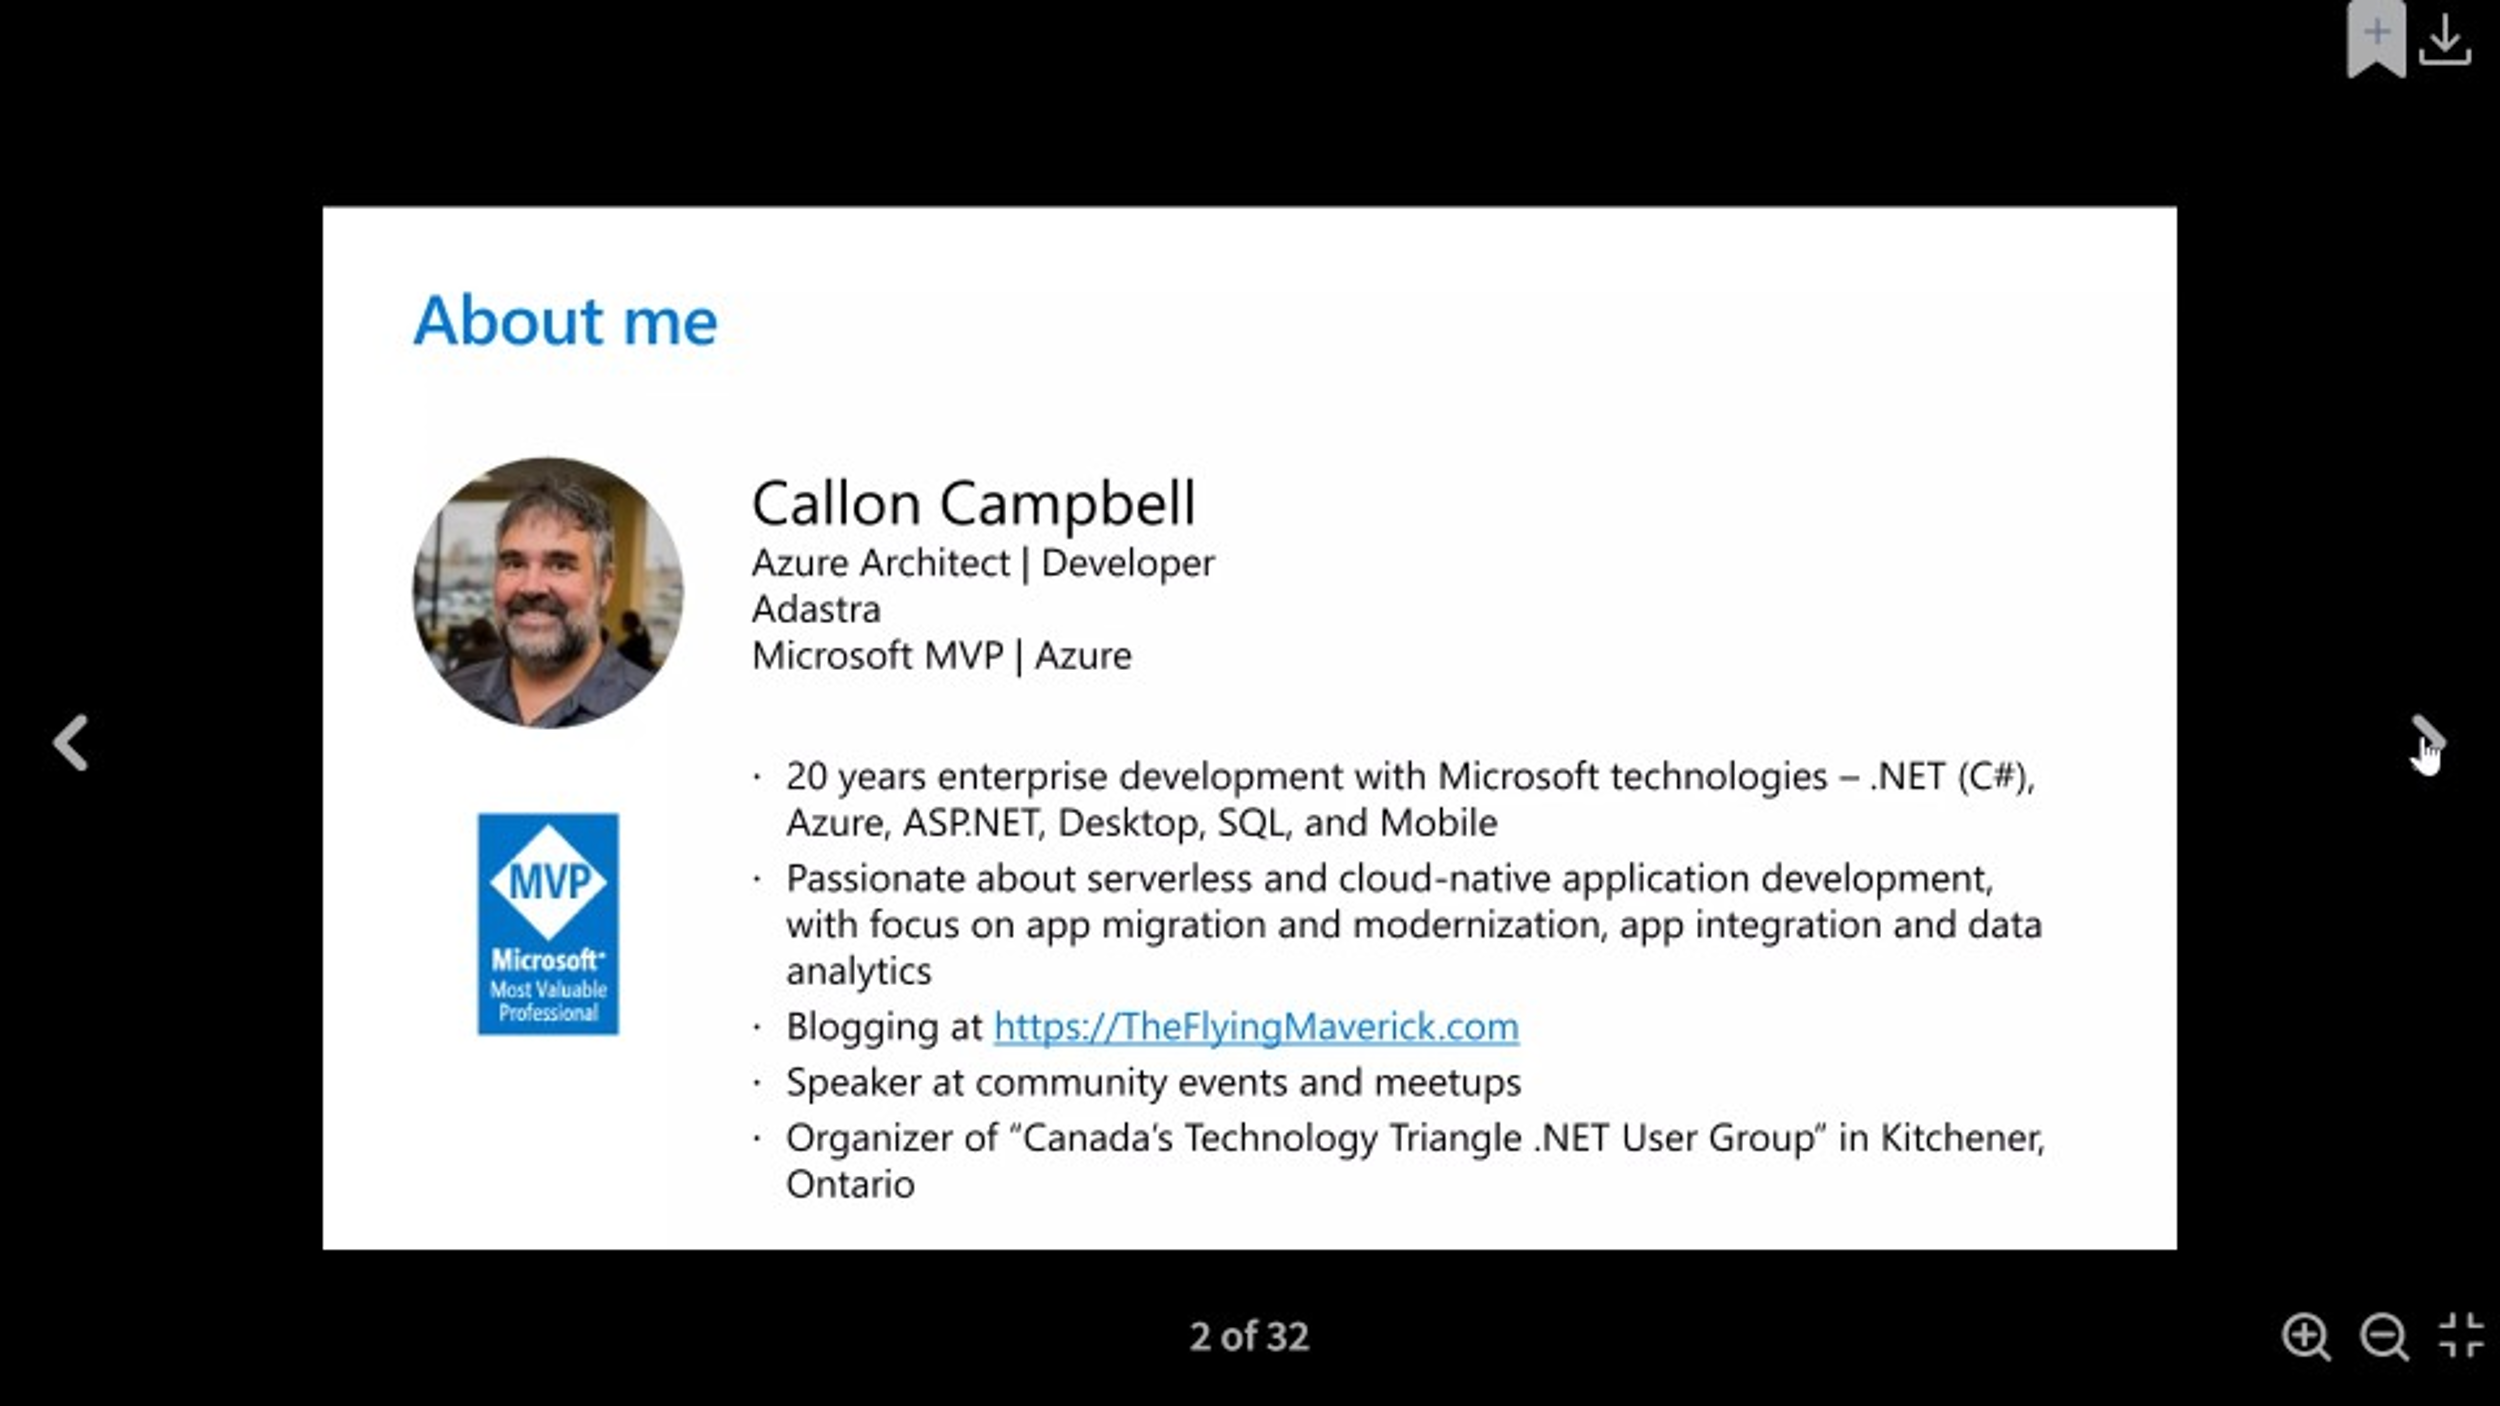 About me
Callon Campbell
Azure Architect | Developer
Adastra
Microsoft MVP | Azure
MVP
Microsoft®
Most Valuable
Professional
· 20 years enterprise development with Microsoft technologies – .NET (C#),
Azure, ASP.NET, Desktop, SQL, and Mobile
· Passionate about serverless and cloud-native application development,
with focus on app migration and modernization, app integration and data
analytics
· Blogging at https://TheFlyingMaverick.com
· Speaker at community events and meetups
· Organizer of “Canada’s Technology Triangle .NET User Group” in Kitchener,
Ontario
2 of 32